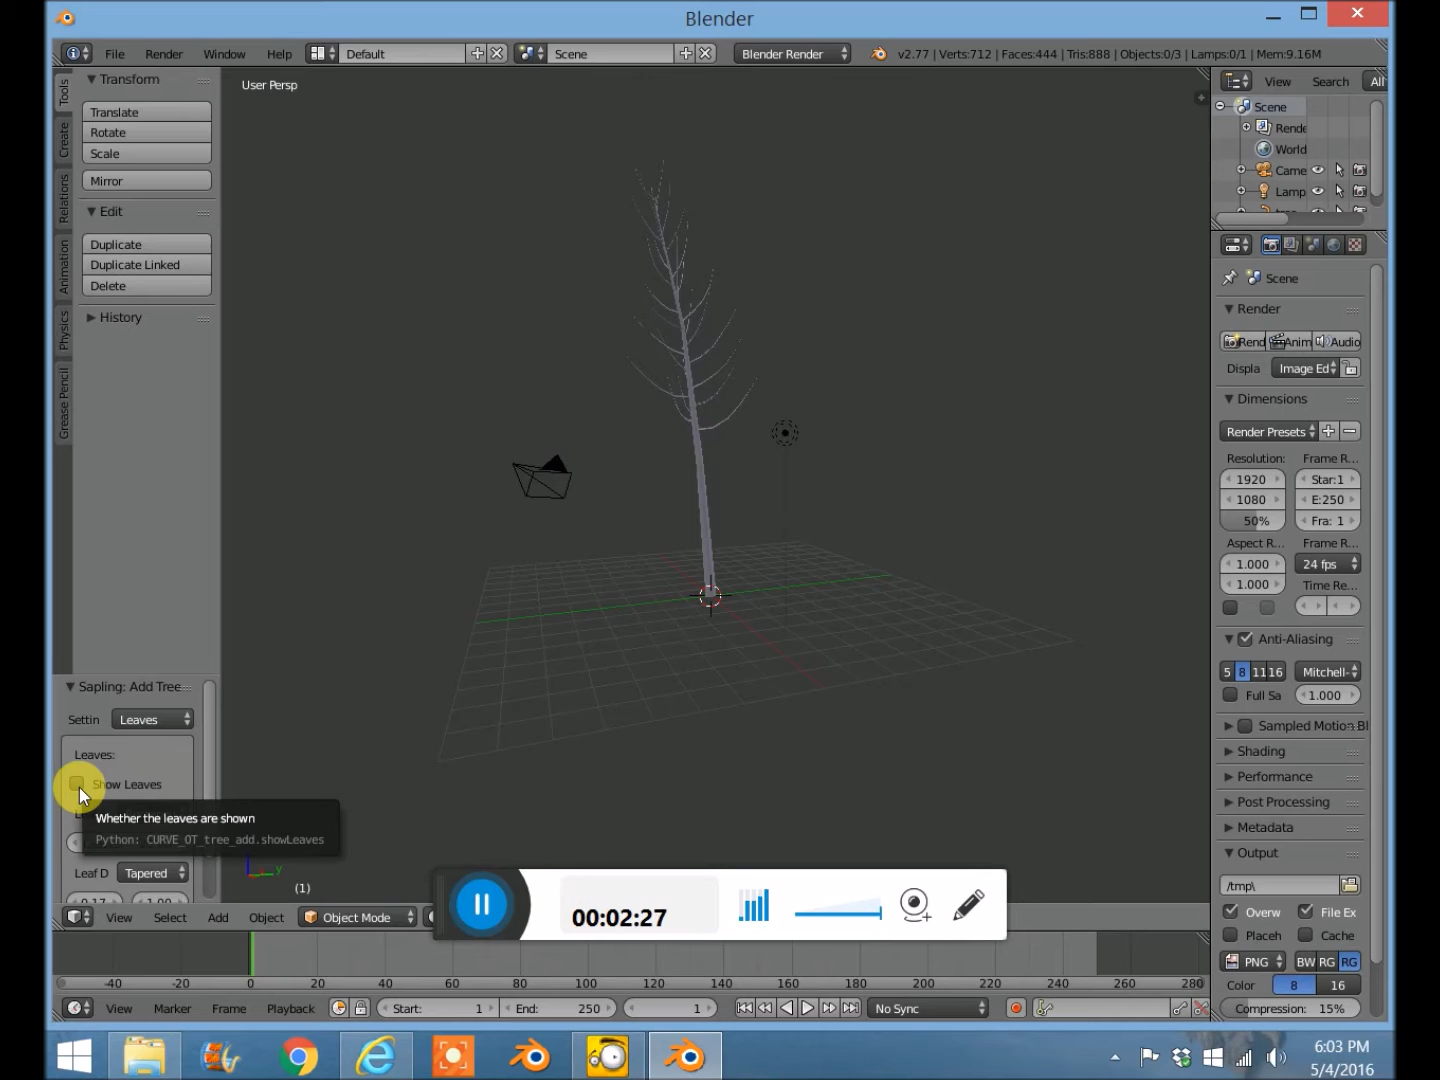 Blender
File Render Window Help Default Scene Blender Render v2.77 | Verts:712 | Faces:444 | Tris:888 | Objects:0/3 | Lamps:0/1 | Mem:9.16M
Tools
Create
Relations
Animation
Physics
Grease Pencil
Transform
Translate
Rotate
Scale
Mirror
Edit
Duplicate
Duplicate Linked
Delete
History
Sapling: Add Tree
Settin Leaves
Leaves:
Show Leaves
Whether the leaves are shown
Python: CURVE_OT_tree_add.showLeaves
Leaf D Tapered
0.17 1.00
User Persp
y
(1)
View Search All
Scene
Rende
World
Came
Lamp
Scene
Render
Rend Anim Audio
Displa Image Ed
Dimensions
Render Presets
Resolution: Frame R...
1920 Star:1
1080 E:250
50% Fra: 1
Aspect R... Frame R...
1.000 24 fps
1.000 Time Re...
Anti-Aliasing
5 8 11 16 Mitchell-
Full Sa 1.000
Sampled Motion Bl
Shading
Performance
Post Processing
Metadata
Output
/tmp\
Overw File Ex
Placeh Cache
PNG BW RG RG
Color 8 16
Compression: 15%
View Select Add Object Object Mode
00:02:27
-40 -20 0 20 40 60 80 100 120 140 160 180 200 220 240 260 280
View Marker Frame Playback Start: 1 End: 250 1 No Sync
6:03 PM
5/4/2016